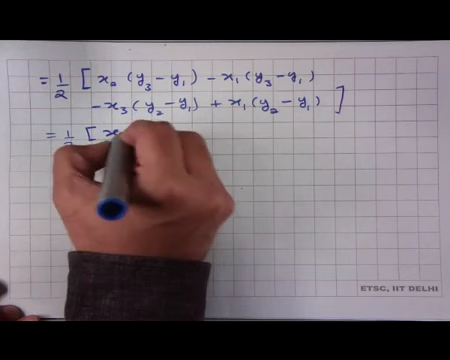 = 1/2 [ x₂ (y₃ - y₁) - x₁ (y₃ - y₁)
- x₃ (y₂ - y₁) + x₁ (y₂ - y₁) ]
= 1/2 [ x
ETSC, IIT DELHI